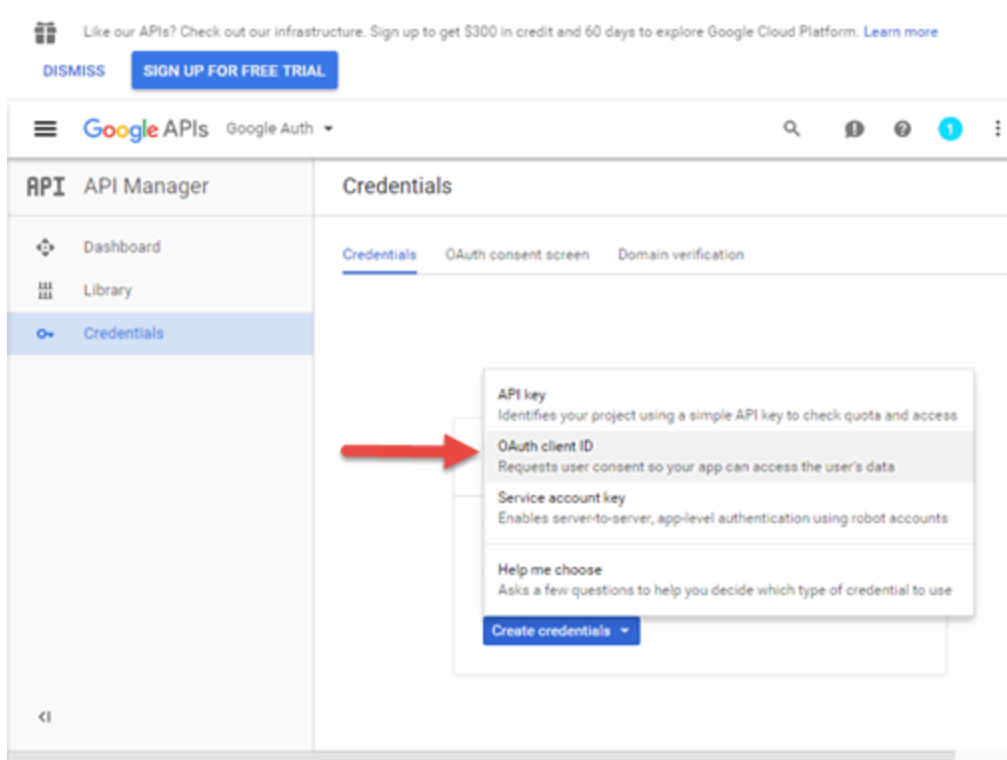 Like our APIs? Check out our infrastructure. Sign up to get $300 in credit and 60 days to explore Google Cloud Platform. Learn more
DISMISS SIGN UP FOR FREE TRIAL
Google APIs Google Auth 1
API API Manager Credentials
Dashboard
Credentials OAuth consent screen Domain verification
Library
Credentials
API key
Identifies your project using a simple API key to check quota and access
OAuth client ID
Requests user consent so your app can access the user's data
Service account key
Enables server-to-server, app-level authentication using robot accounts
Help me choose
Asks a few questions to help you decide which type of credential to use
Create credentials